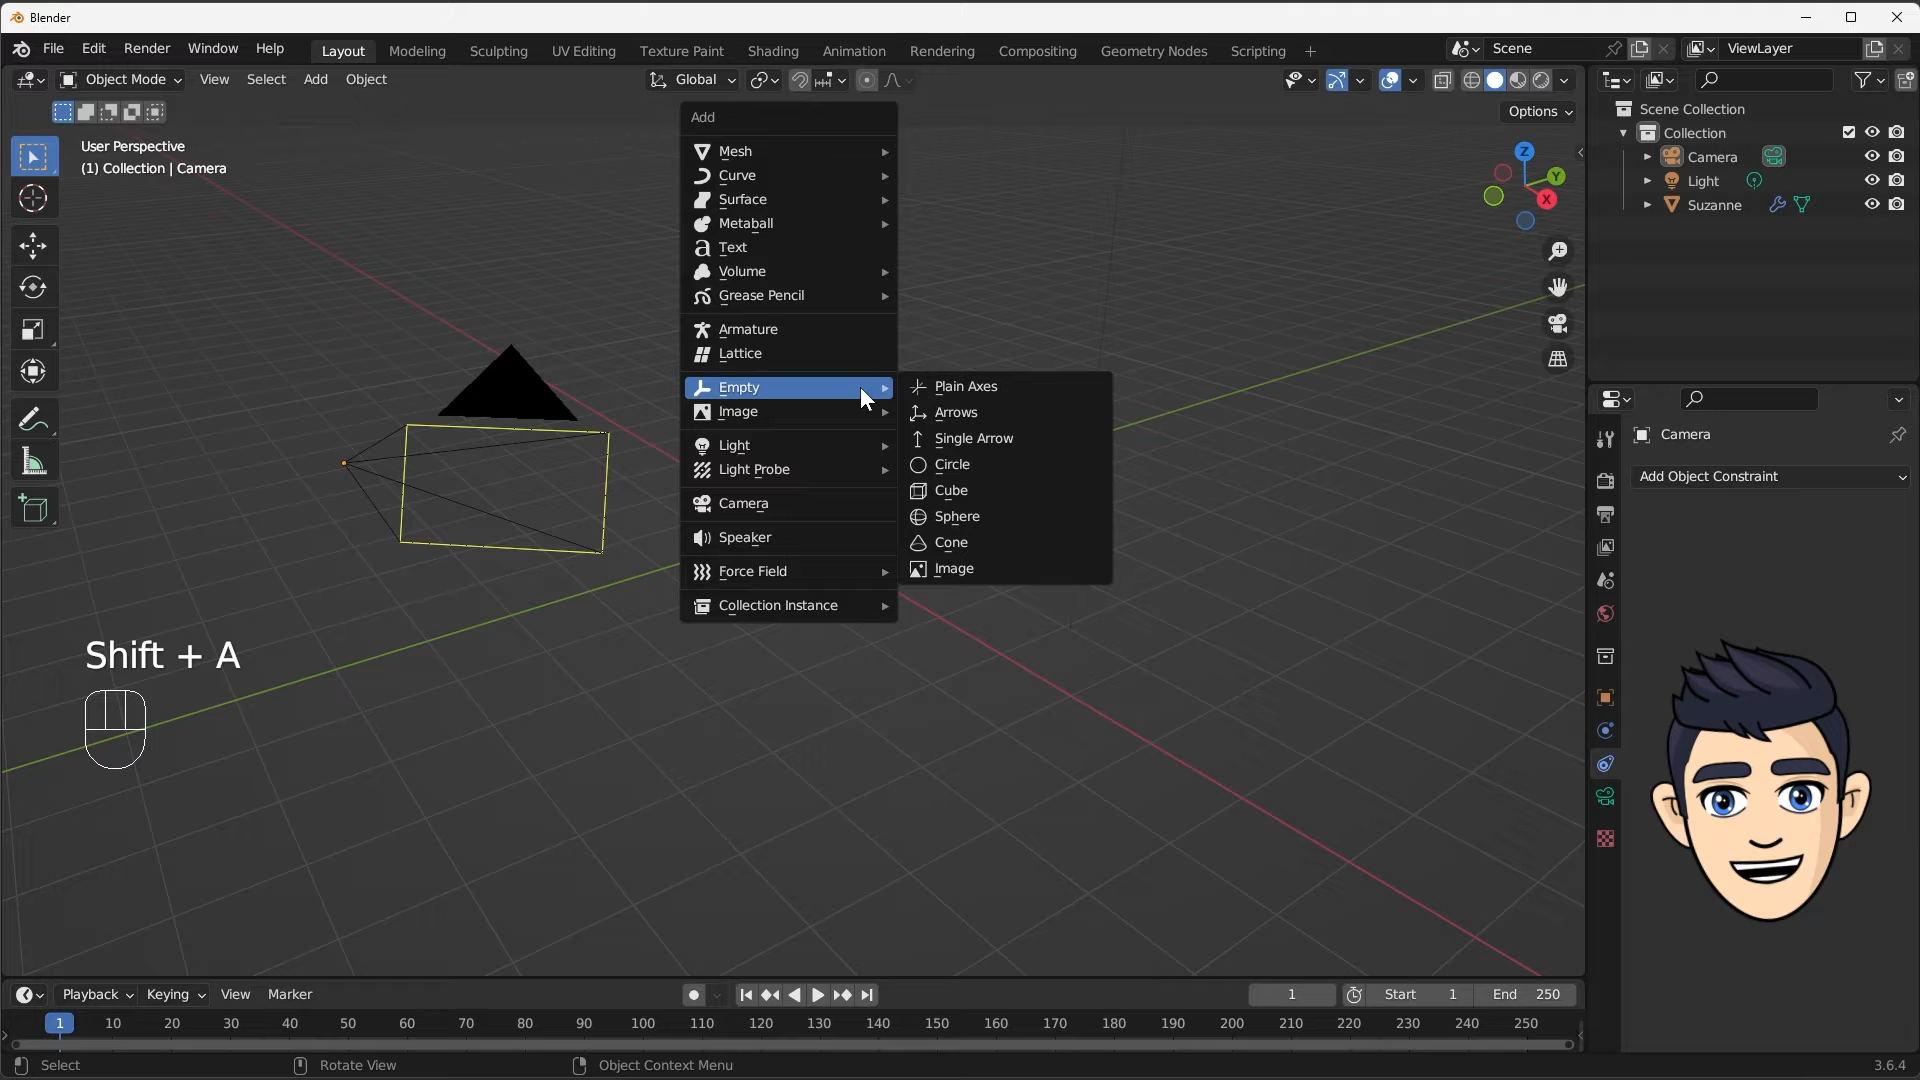 Blender
File Edit Render Window Help Layout Modeling Sculpting UV Editing Texture Paint Shading Animation Rendering Compositing Geometry Nodes Scripting + Scene ViewLayer
Object Mode View Select Add Object Global
Options
User Perspective
(1) Collection | Camera
Add
Mesh
Curve
Surface
Metaball
Text
Volume
Grease Pencil
Armature
Lattice
Empty
Image
Light
Light Probe
Camera
Speaker
Force Field
Collection Instance
Plain Axes
Arrows
Single Arrow
Circle
Cube
Sphere
Cone
Image
Z
Y
X
Scene Collection
Collection
Camera
Light
Suzanne
Camera
Add Object Constraint
Shift + A
Playback Keying View Marker 1 Start 1 End 250
1 10 20 30 40 50 60 70 80 90 100 110 120 130 140 150 160 170 180 190 200 210 220 230 240 250
Select Rotate View Object Context Menu 3.6.4